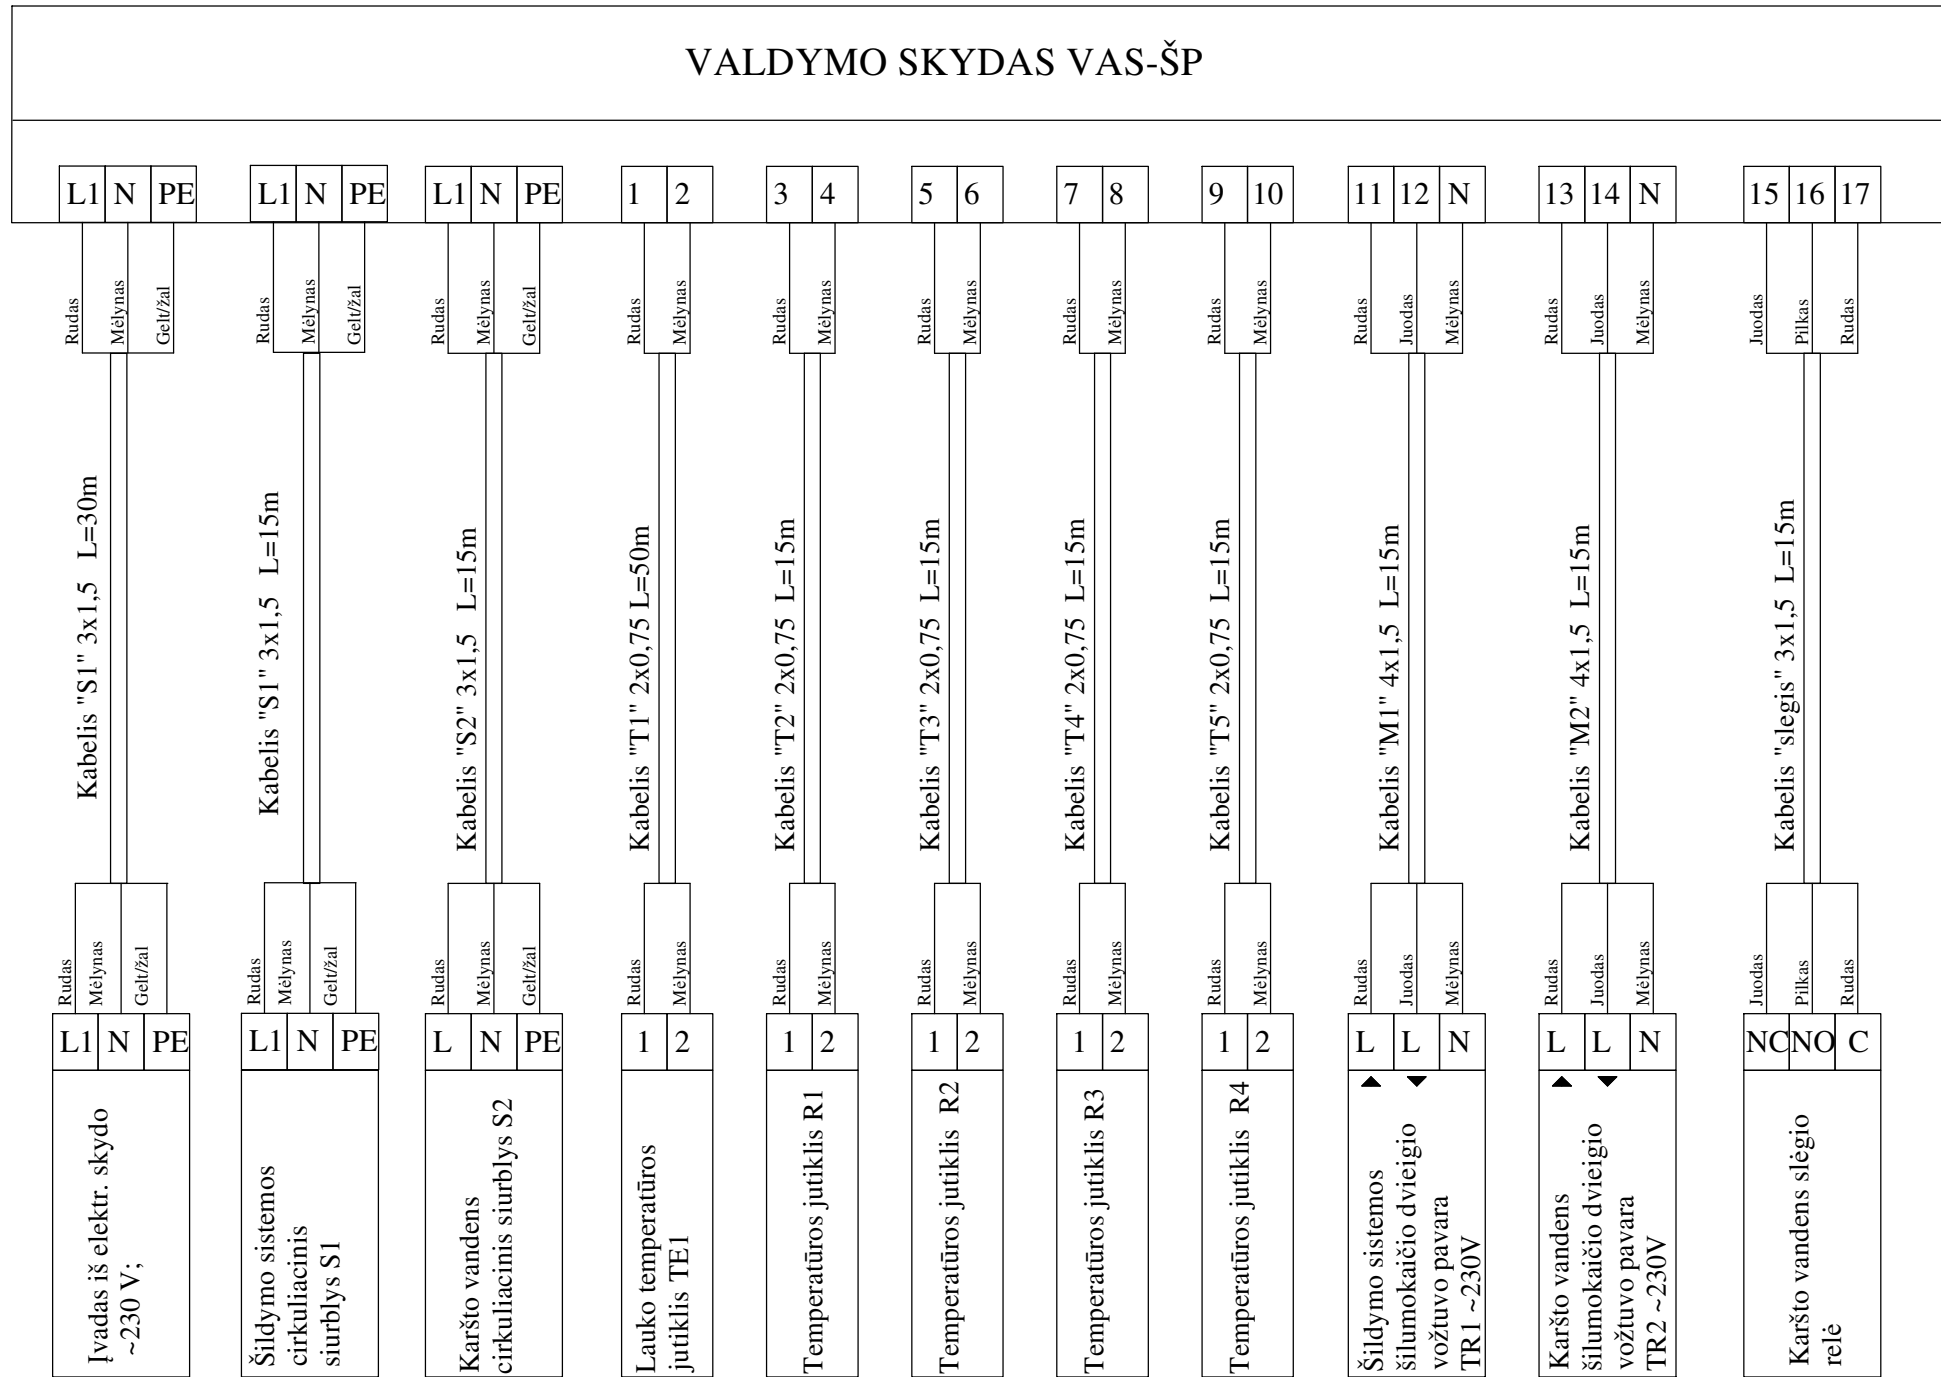 VALDYMO SKYDAS VAS-ŠP
L1 N PE
L1 N PE
L1 N PE
1 2
3 4
5 6
7 8
9 10
11 12 N
13 14 N
15 16 17
Rudas
Mėlynas
Gelt/žal
Rudas
Mėlynas
Gelt/žal
Rudas
Mėlynas
Gelt/žal
Rudas
Mėlynas
Rudas
Mėlynas
Rudas
Mėlynas
Rudas
Mėlynas
Rudas
Mėlynas
Rudas
Juodas
Mėlynas
Rudas
Juodas
Mėlynas
Juodas
Pilkas
Rudas
Kabelis "S1" 3x1,5 L=30m
Kabelis "S1" 3x1,5 L=15m
Kabelis "S2" 3x1,5 L=15m
Kabelis "T1" 2x0,75 L=50m
Kabelis "T2" 2x0,75 L=15m
Kabelis "T3" 2x0,75 L=15m
Kabelis "T4" 2x0,75 L=15m
Kabelis "T5" 2x0,75 L=15m
Kabelis "M1" 4x1,5 L=15m
Kabelis "M2" 4x1,5 L=15m
Kabelis "slegis" 3x1,5 L=15m
Rudas
Mėlynas
Gelt/žal
Rudas
Mėlynas
Gelt/žal
Rudas
Mėlynas
Gelt/žal
Rudas
Mėlynas
Rudas
Mėlynas
Rudas
Mėlynas
Rudas
Mėlynas
Rudas
Mėlynas
Rudas
Juodas
Mėlynas
Rudas
Juodas
Mėlynas
Juodas
Pilkas
Rudas
L1 N PE
L1 N PE
L N PE
1 2
1 2
1 2
1 2
1 2
L L N
L L N
NC NO C
Įvadas iš elektr. skydo
~230 V;
Šildymo sistemos
cirkuliacinis
siurblys S1
Karšto vandens
cirkuliacinis siurblys S2
Lauko temperatūros
jutiklis TE1
Temperatūros jutiklis R1
Temperatūros jutiklis R2
Temperatūros jutiklis R3
Temperatūros jutiklis R4
Šildymo sistemos
šilumokaičio dvieigio
vožtuvo pavara
TR1 ~230V
Karšto vandens
šilumokaičio dvieigio
vožtuvo pavara
TR2 ~230V
Karšto vandens slėgio
relė